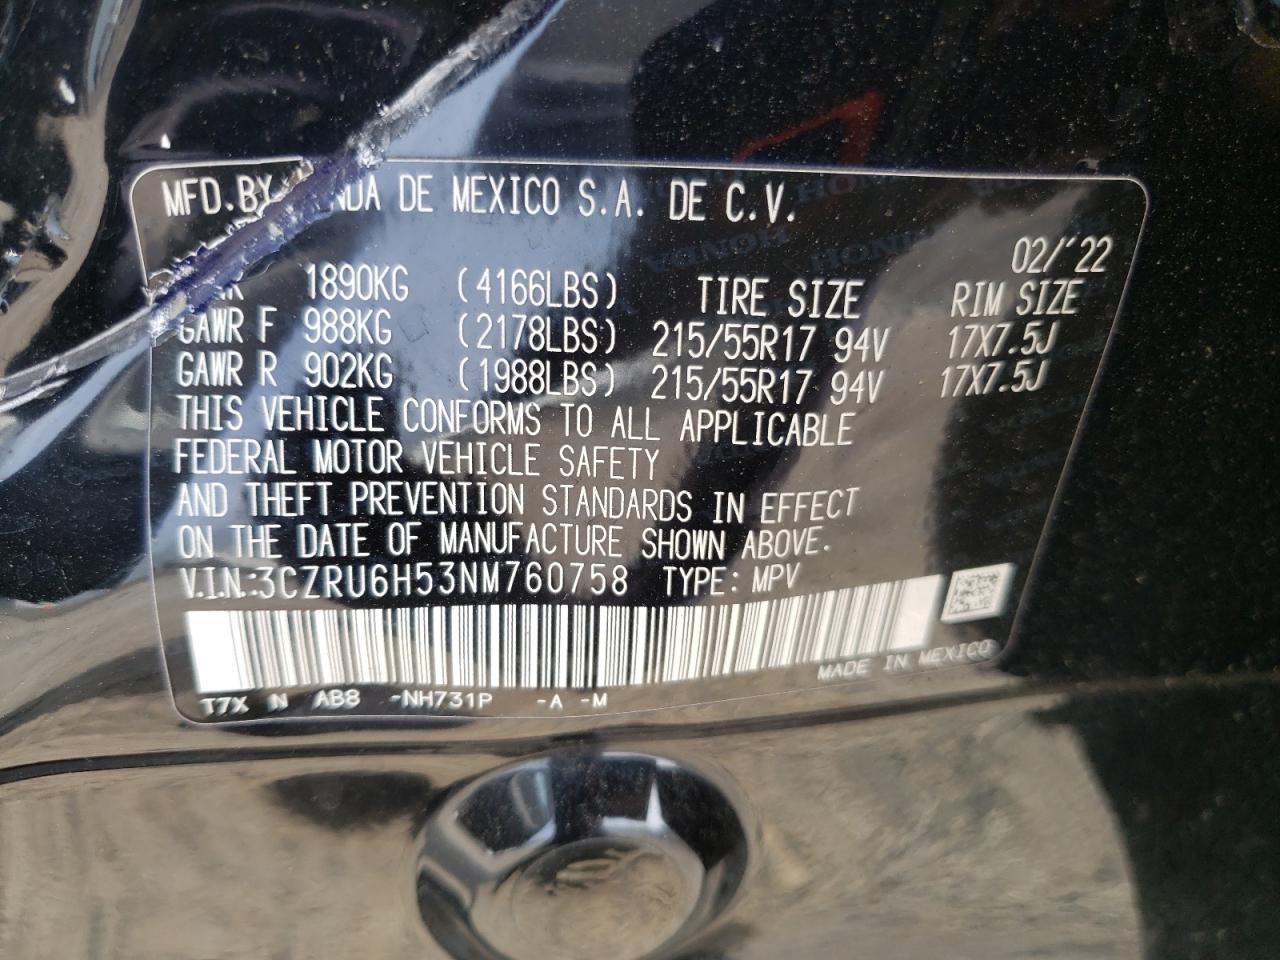 MFD.BY HONDA DE MEXICO S.A. DE C.V.
02/'22
1890KG (4166LBS) TIRE SIZE RIM SIZE
GAWR F 988KG (2178LBS) 215/55R17 94V 17X7.5J
GAWR R 902KG (1988LBS) 215/55R17 94V 17X7.5J
THIS VEHICLE CONFORMS TO ALL APPLICABLE
FEDERAL MOTOR VEHICLE SAFETY
AND THEFT PREVENTION STANDARDS IN EFFECT
ON THE DATE OF MANUFACTURE SHOWN ABOVE.
V.I.N.:3CZRU6H53NM760758 TYPE: MPV
MADE IN MEXICO
T7X N AB8 -NH731P -A -M